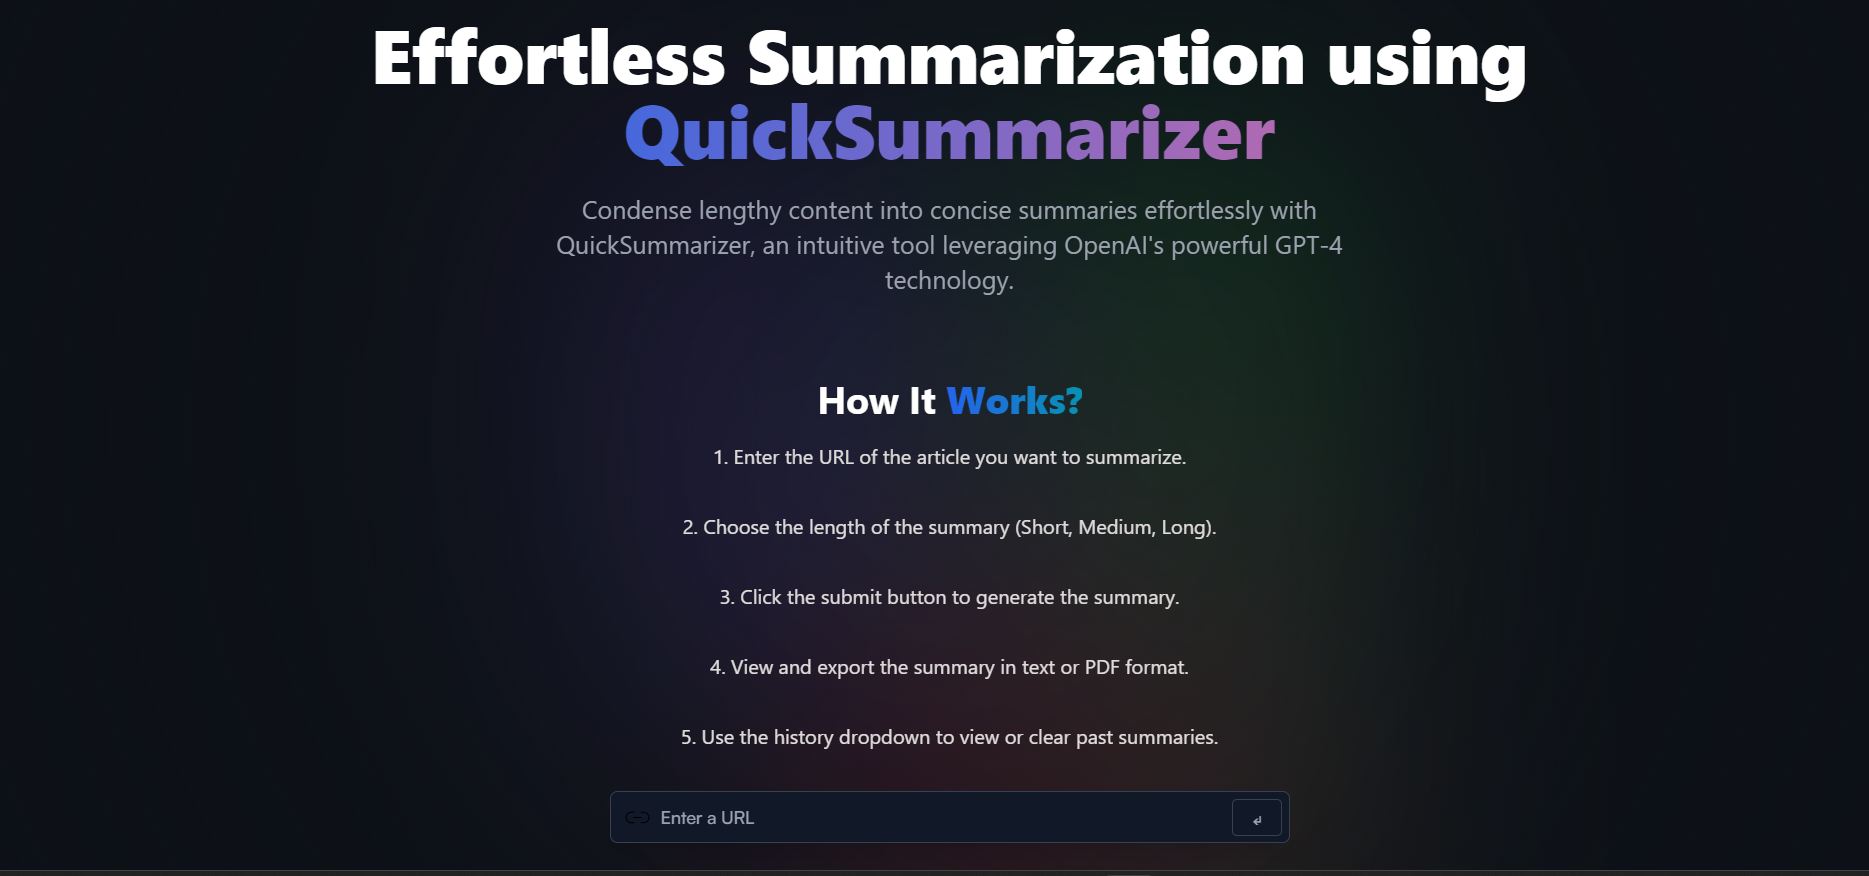 Effortless Summarization using
QuickSummarizer
Condense lengthy content into concise summaries effortlessly with
QuickSummarizer, an intuitive tool leveraging OpenAI's powerful GPT-4
technology.
How It Works?
1. Enter the URL of the article you want to summarize.
2. Choose the length of the summary (Short, Medium, Long).
3. Click the submit button to generate the summary.
4. View and export the summary in text or PDF format.
5. Use the history dropdown to view or clear past summaries.
Enter a URL